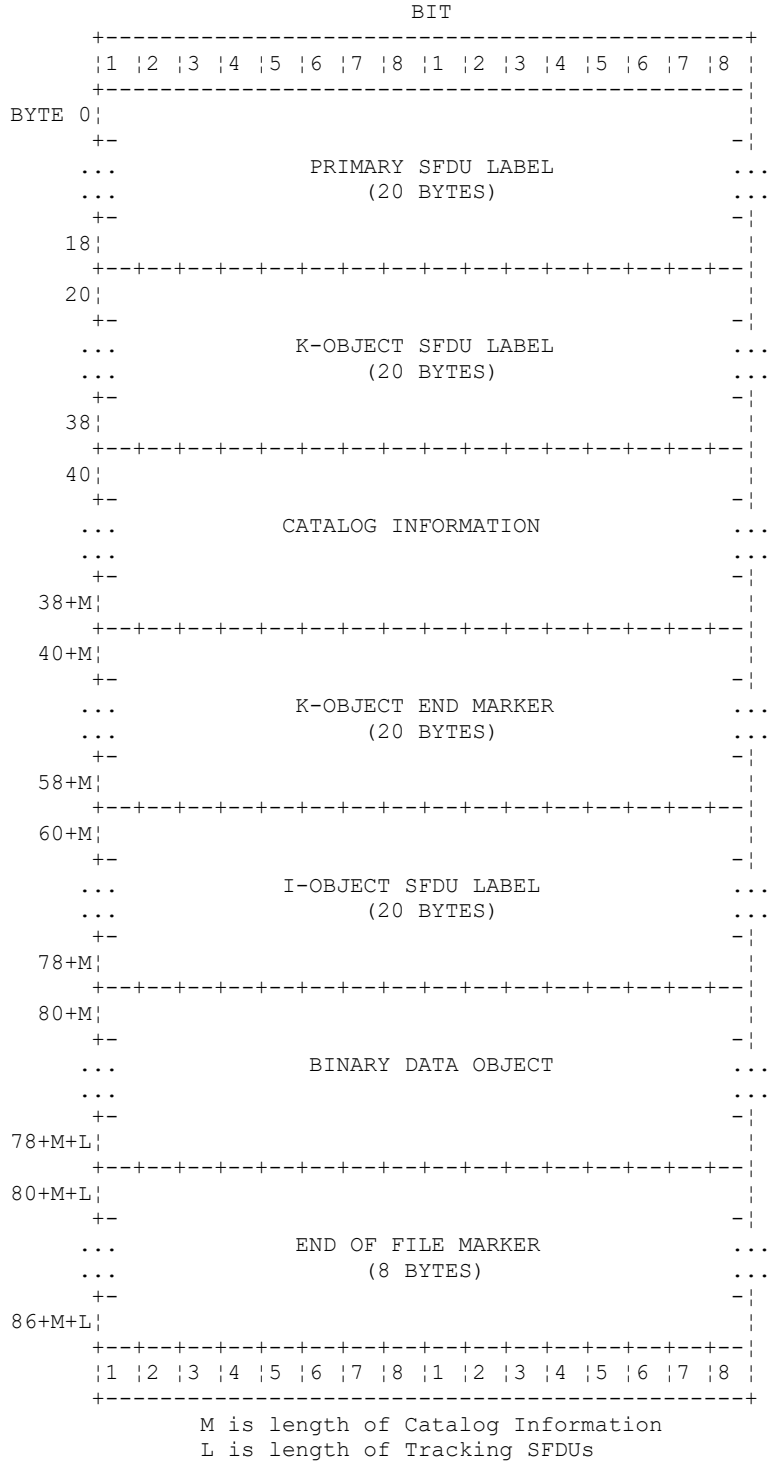 BIT
      +-----------------------------------------------+
      ¦1 ¦2 ¦3 ¦4 ¦5 ¦6 ¦7 ¦8 ¦1 ¦2 ¦3 ¦4 ¦5 ¦6 ¦7 ¦8 ¦
      +-----------------------------------------------¦
BYTE 0¦                                               ¦
      +-                                             -¦
     ...              PRIMARY SFDU LABEL             ...
     ...                  (20 BYTES)                 ...
      +-                                             -¦
    18¦                                               ¦
      +--+--+--+--+--+--+--+--+--+--+--+--+--+--+--+--¦
    20¦                                               ¦
      +-                                             -¦
     ...             K-OBJECT SFDU LABEL             ...
     ...                  (20 BYTES)                 ...
      +-                                             -¦
    38¦                                               ¦
      +--+--+--+--+--+--+--+--+--+--+--+--+--+--+--+--¦
    40¦                                               ¦
      +-                                             -¦
     ...            CATALOG INFORMATION              ...
     ...                                             ...
      +-                                             -¦
  38+M¦                                               ¦
      +--+--+--+--+--+--+--+--+--+--+--+--+--+--+--+--¦
  40+M¦                                               ¦
      +-                                             -¦
     ...             K-OBJECT END MARKER             ...
     ...                  (20 BYTES)                 ...
      +-                                             -¦
  58+M¦                                               ¦
      +--+--+--+--+--+--+--+--+--+--+--+--+--+--+--+--¦
  60+M¦                                               ¦
      +-                                             -¦
     ...            I-OBJECT SFDU LABEL              ...
     ...                  (20 BYTES)                 ...
      +-                                             -¦
  78+M¦                                               ¦
      +--+--+--+--+--+--+--+--+--+--+--+--+--+--+--+--¦
  80+M¦                                               ¦
      +-                                             -¦
     ...              BINARY DATA OBJECT             ...
     ...                                             ...
      +-                                             -¦
78+M+L¦                                               ¦
      +--+--+--+--+--+--+--+--+--+--+--+--+--+--+--+--¦
80+M+L¦                                               ¦
      +-                                             -¦
     ...             END OF FILE MARKER              ...
     ...                  (8 BYTES)                  ...
      +-                                             -¦
86+M+L¦                                               ¦
      +--+--+--+--+--+--+--+--+--+--+--+--+--+--+--+--¦
      ¦1 ¦2 ¦3 ¦4 ¦5 ¦6 ¦7 ¦8 ¦1 ¦2 ¦3 ¦4 ¦5 ¦6 ¦7 ¦8 ¦
      +-----------------------------------------------+
              M is length of Catalog Information
              L is length of Tracking SFDUs